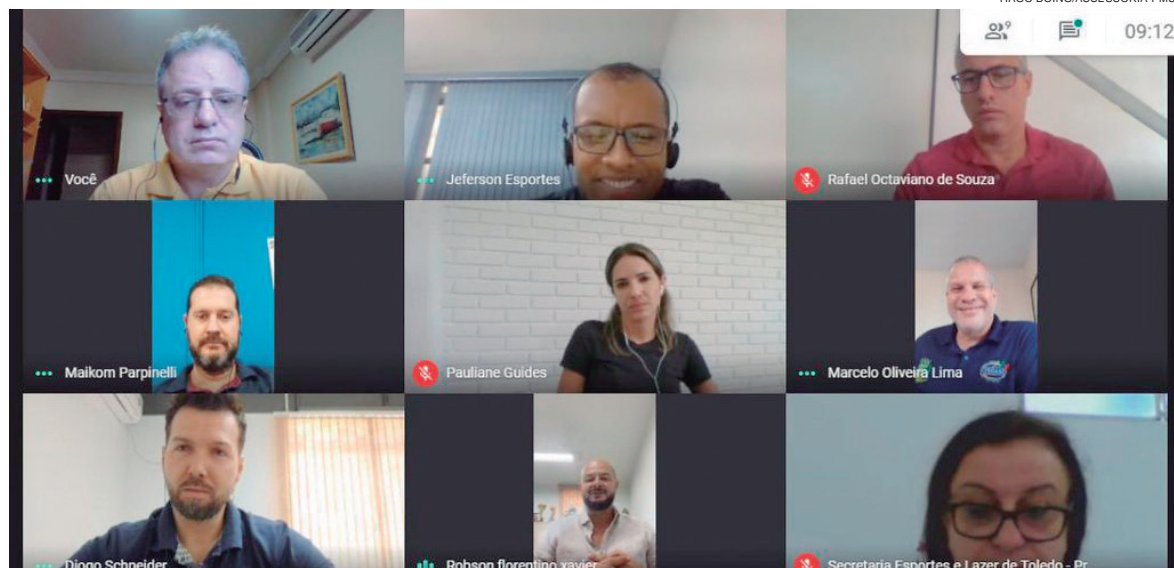 9
09:12
Você
Jeferson Esportes
Rafael Octaviano de Souza
Maikom Parpinelli
Pauliane Guides
Marcelo Oliveira Lima
Diogo Schneider
Robson florentino xavier
Secretaria Esportes e Lazer de Toledo - Pr